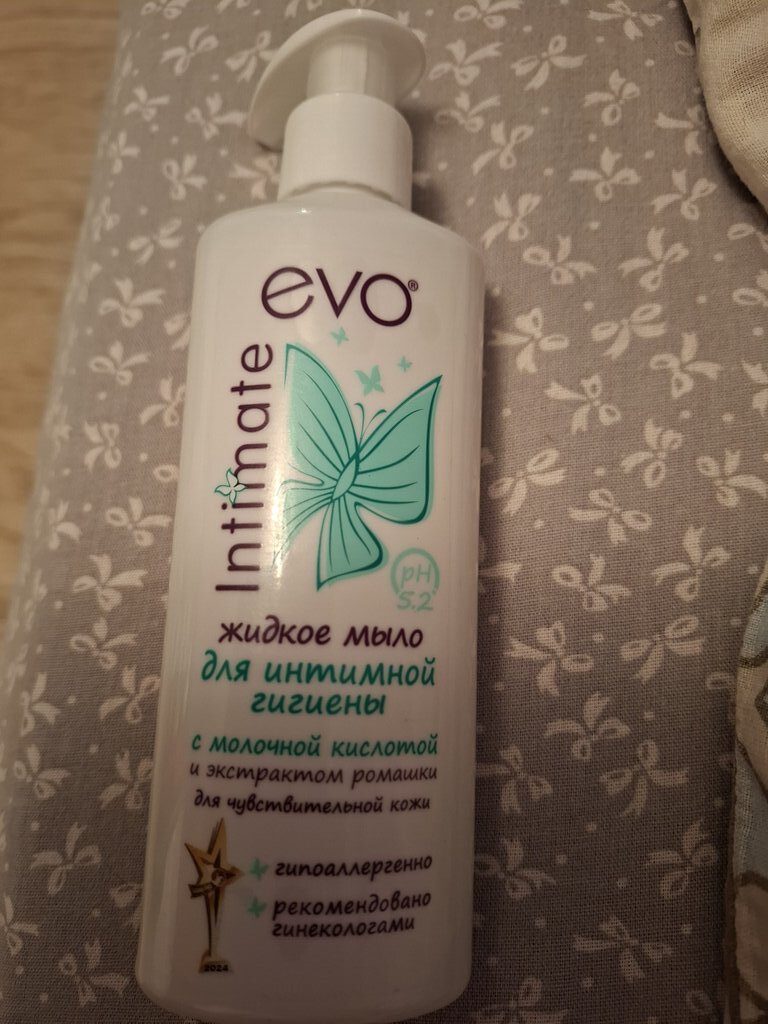 evo®
Intimate
pH
5.2
жидкое мыло
для интимной
гигиены
с молочной кислотой
и экстрактом ромашки
для чувствительной кожи
гипоаллергенно
рекомендовано
гинекологами
2024